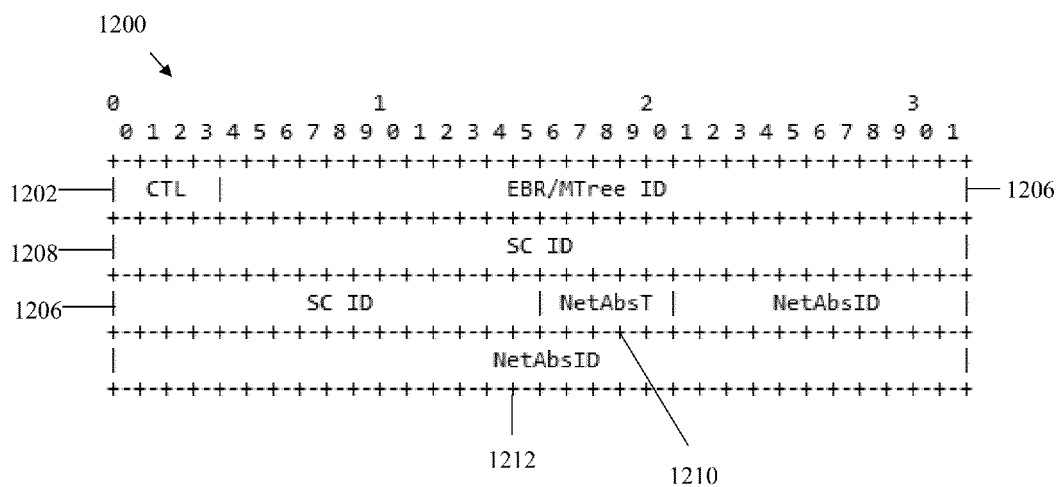 1200
0 1 2 3
0 1 2 3 4 5 6 7 8 9 0 1 2 3 4 5 6 7 8 9 0 1 2 3 4 5 6 7 8 9 0 1
+-+-+-+-+-+-+-+-+-+-+-+-+-+-+-+-+-+-+-+-+-+-+-+-+-+-+-+-+-+-+-+-+
1202 | CTL | EBR/MTree ID | 1206
+-+-+-+-+-+-+-+-+-+-+-+-+-+-+-+-+-+-+-+-+-+-+-+-+-+-+-+-+-+-+-+-+
1208 | SC ID |
+-+-+-+-+-+-+-+-+-+-+-+-+-+-+-+-+-+-+-+-+-+-+-+-+-+-+-+-+-+-+-+-+
1206 | SC ID | NetAbsT | NetAbsID |
+-+-+-+-+-+-+-+-+-+-+-+-+-+-+-+-+-+-+-+-+-+-+-+-+-+-+-+-+-+-+-+-+
| NetAbsID |
+-+-+-+-+-+-+-+-+-+-+-+-+-+-+-+-+-+-+-+-+-+-+-+-+-+-+-+-+-+-+-+-+
1212 1210